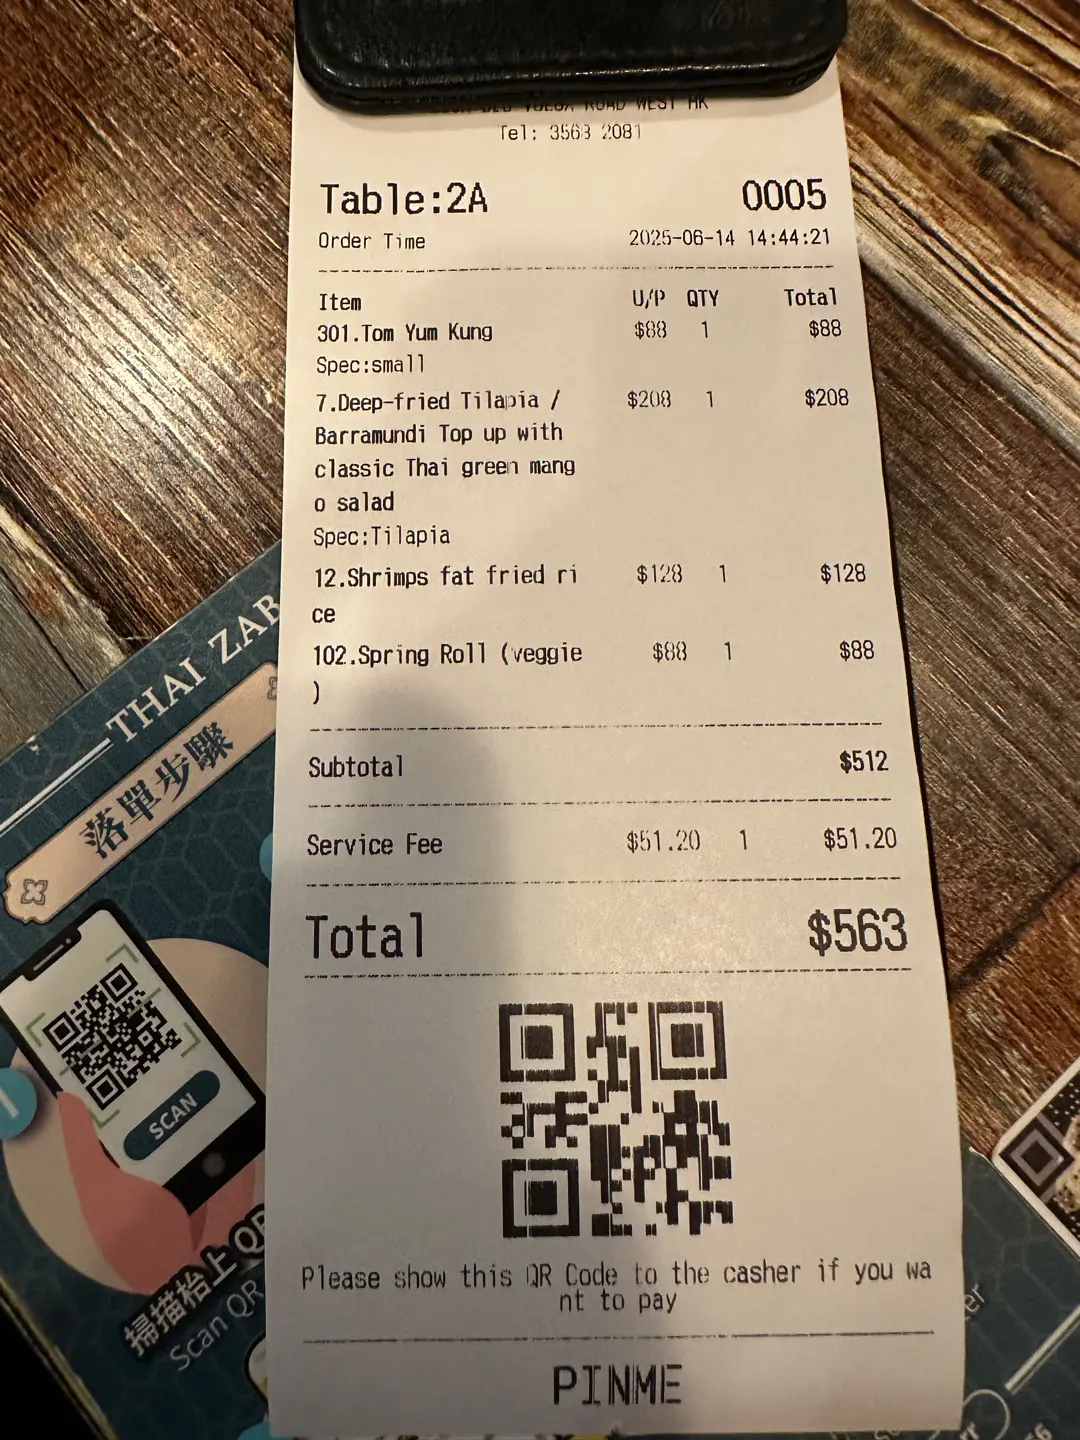 ROAD WEST HK
Tel: 3563 2081
Table:2A 0005
Order Time 2025-06-14 14:44:21
Item U/P QTY Total
301.Tom Yum Kung $88 1 $88
Spec:small
7.Deep-fried Tilapia / $208 1 $208
Barramundi Top up with
classic Thai green mang
o salad
Spec:Tilapia
12.Shrimps fat fried ri $128 1 $128
ce
102.Spring Roll (veggie $88 1 $88
)
Subtotal $512
Service Fee $51.20 1 $51.20
Total $563
Please show this QR Code to the casher if you wa
nt to pay
PINME
THAI ZAB
落單步驟
1
SCAN
掃描枱上 QR
Scan QR